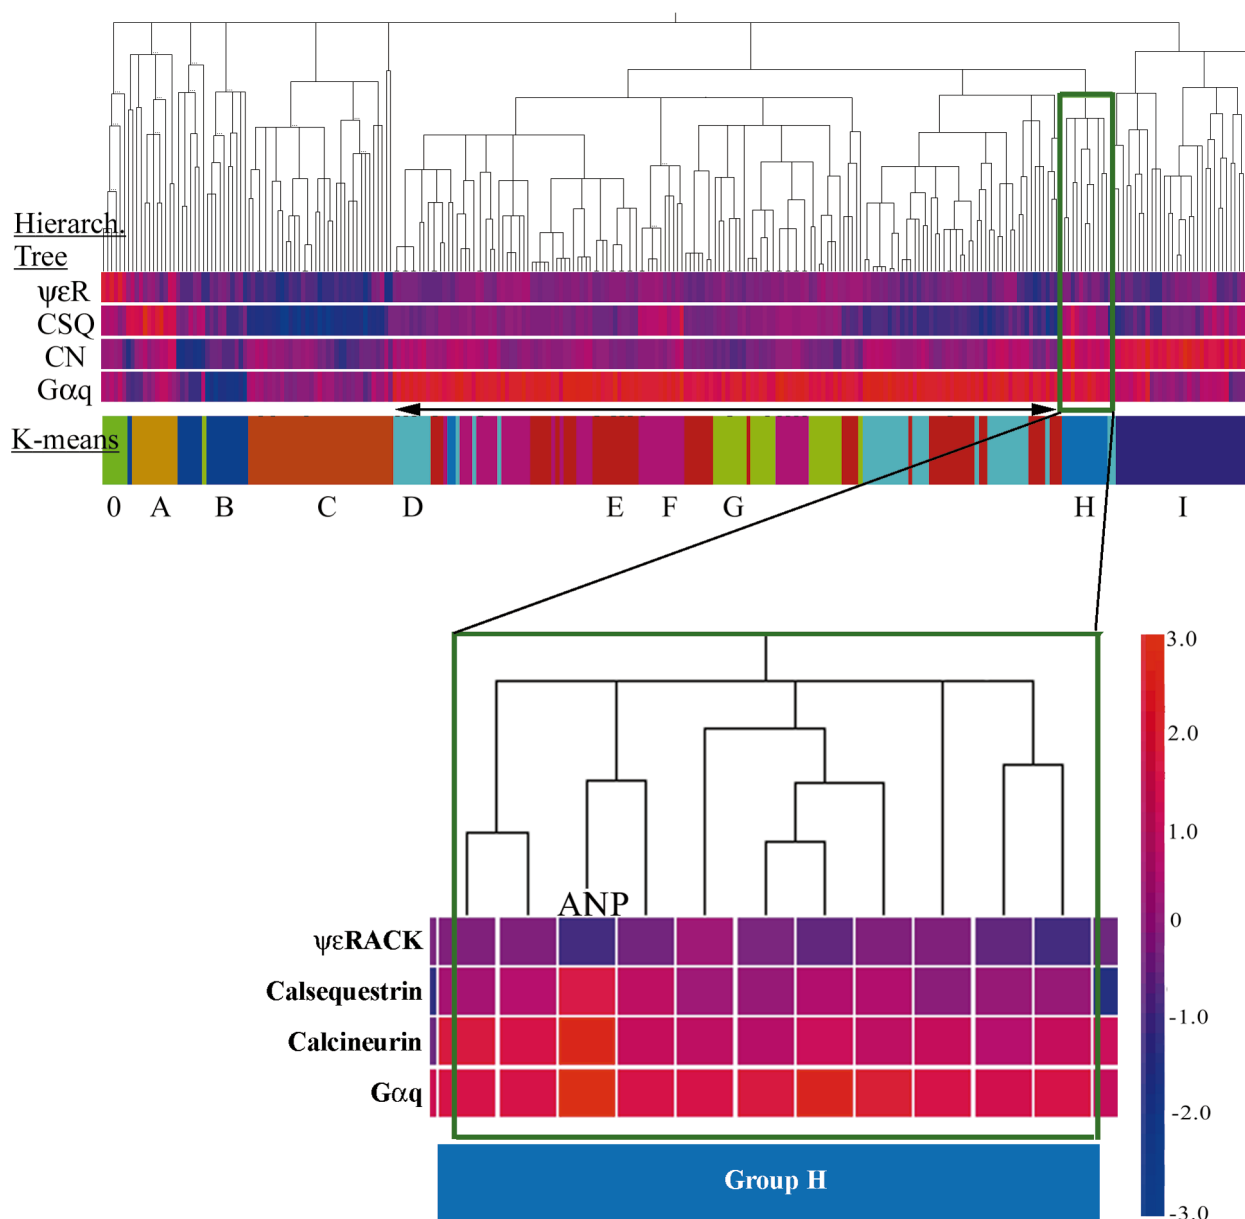 Hierarch.
Tree
ψεR
CSQ
CN
Gαq
K-means
0 A B C D E F G H I
ANP
ψεRACK
Calsequestrin
Calcineurin
Gαq
Group H
3.0
2.0
1.0
0
-1.0
-2.0
-3.0